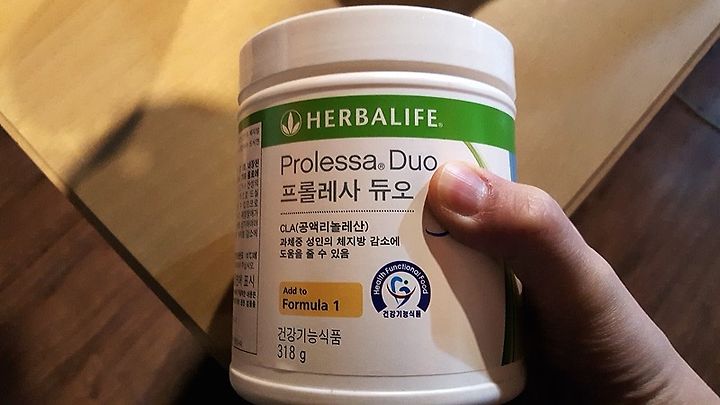 HERBALIFE®
Prolessa® Duo
프롤레사 듀오
CLA(공액리놀레산)
과체중 성인의 체지방 감소에
도움을 줄 수 있음
Add to
Formula 1
Health Functional Food
건강기능식품
건강기능식품
318 g